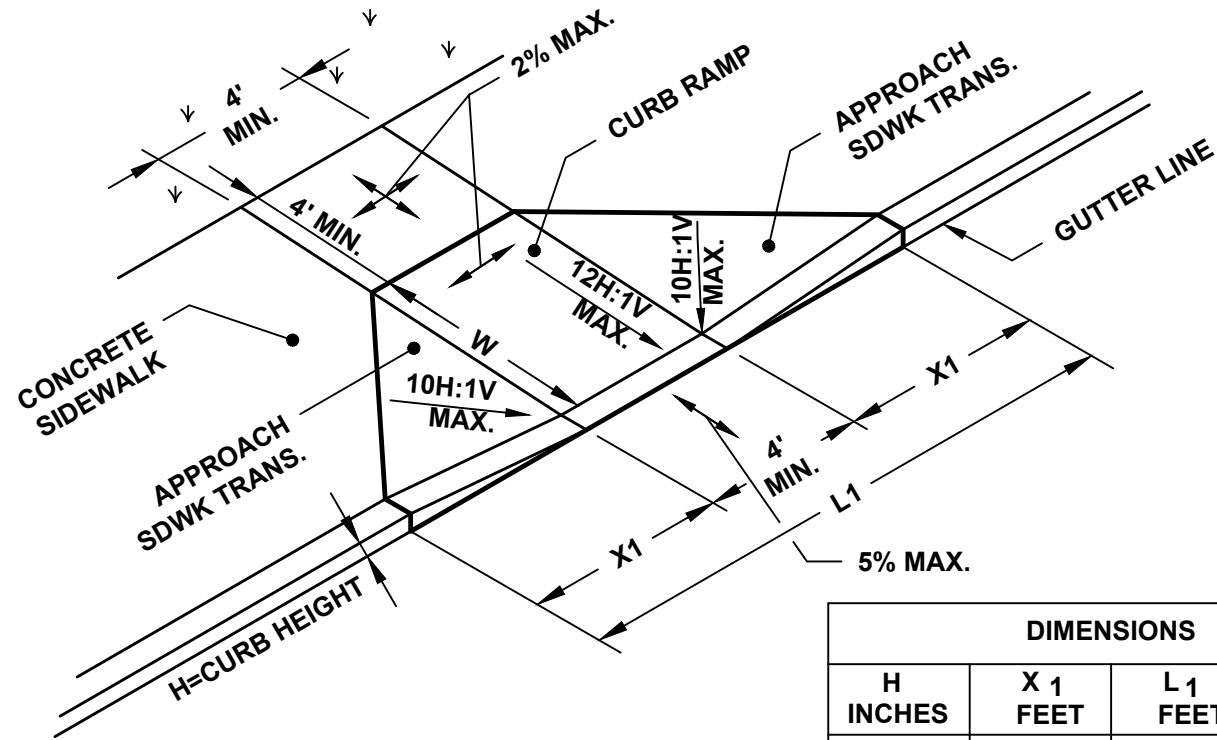 2% MAX.
4'
MIN.
CURB RAMP
APPROACH
SDWK TRANS.
GUTTER LINE
4' MIN.
10H:1V
MAX.
12H:1V
MAX.
CONCRETE
SIDEWALK
W
10H:1V
MAX.
X1
APPROACH
SDWK TRANS.
4'
MIN.
L1
X1
5% MAX.
H=CURB HEIGHT
DIMENSIONS
H
INCHES
X 1
FEET
L 1
FEET